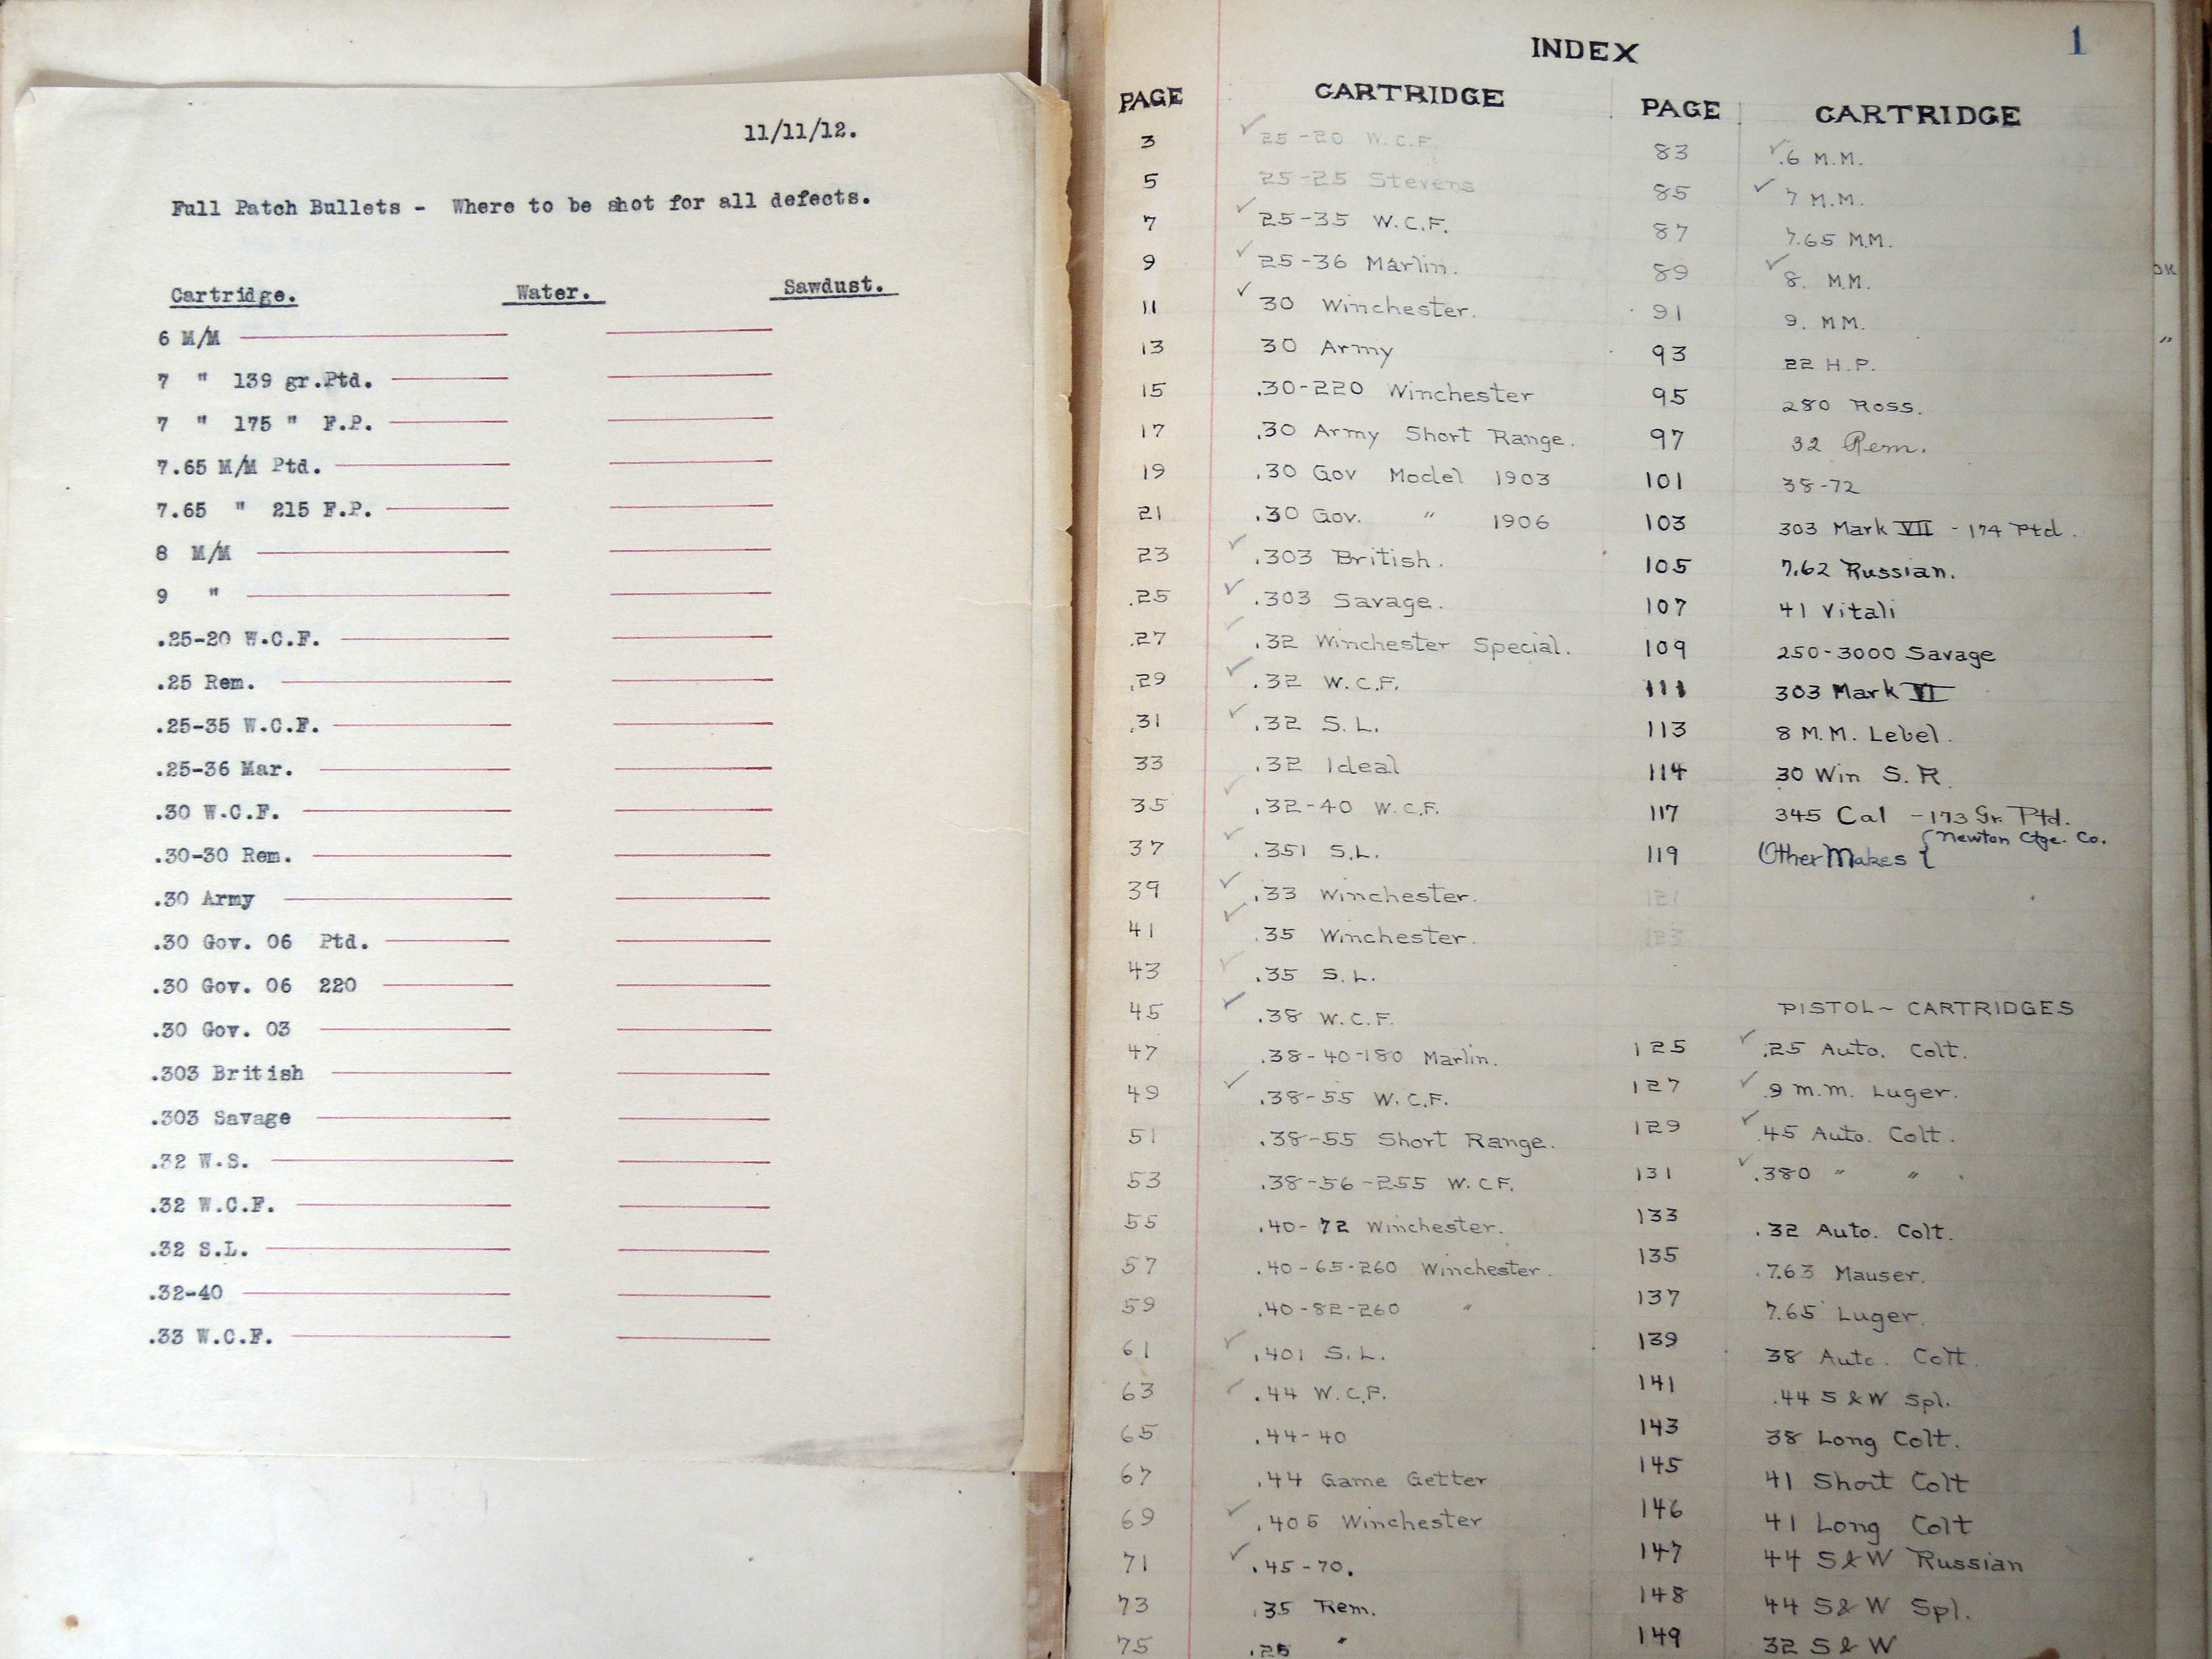 11/11/12.
Full Patch Bullets - Where to be shot for all defects.
Cartridge. Water. Sawdust.
6 M/M
7 " 139 gr.Ptd.
7 " 175 " F.P.
7.65 M/M Ptd.
7.65 " 215 F.P.
8 M/M
9 "
.25-20 W.C.F.
.25 Rem.
.25-35 W.C.F.
.25-36 Mar.
.30 W.C.F.
.30-30 Rem.
.30 Army
.30 Gov. 06 Ptd.
.30 Gov. 06 220
.30 Gov. 03
.303 British
.303 Savage
.32 W.S.
.32 W.C.F.
.32 S.L.
.32-40
.33 W.C.F.
1
INDEX
PAGE CARTRIDGE
3 ✓ 25-20 W.C.F.
5 25-25 Stevens
7 ✓ 25-35 W.C.F.
9 ✓ 25-36 Marlin.
11 ✓ 30 Winchester.
13 30 Army
15 .30-220 Winchester
17 .30 Army Short Range.
19 .30 Gov Model 1903
21 .30 Gov. " 1906
23 ✓ .303 British.
25 ✓ .303 Savage.
27 ✓ .32 Winchester Special.
29 ✓ .32 W.C.F.
31 ✓ .32 S.L.
33 .32 Ideal
35 ✓ .32-40 W.C.F.
37 ✓ .351 S.L.
39 ✓ .33 Winchester.
41 ✓ .35 Winchester.
43 ✓ .35 S.L.
45 ✓ .38 W.C.F.
47 .38-40-180 Marlin.
49 ✓ .38-55 W.C.F.
51 .38-55 Short Range.
53 .38-56-255 W.C.F.
55 .40-72 Winchester.
57 .40-65-260 Winchester.
59 .40-82-260 "
61 ✓ .401 S.L.
63 ✓ .44 W.C.F.
65 .44-40
67 .44 Game Getter
69 ✓ .405 Winchester
71 ✓ .45-70.
73 .35 Rem.
75 .25 "
PAGE CARTRIDGE
83 ✓ .6 M.M.
85 ✓ 7 M.M.
87 7.65 M.M.
89 ✓ 8. M.M.
91 9. MM.
93 22 H.P.
95 280 Ross.
97 32 Rem.
101 38-72
103 303 Mark VII - 174 Ptd.
105 7.62 Russian.
107 41 Vitali
109 250-3000 Savage
111 303 Mark VI
113 8 M.M. Lebel.
114 30 Win S.R.
117 345 Cal - 173 Gr. Ptd.
{Newton Ctge. Co.
119 Other Makes {
121
123
PISTOL~ CARTRIDGES
125 ✓ .25 Auto. Colt.
127 ✓ 9 m.m. Luger.
129 ✓ .45 Auto. Colt.
131 ✓ .380 " "
133 .32 Auto. Colt.
135 .7.63 Mauser.
137 7.65 Luger.
139 38 Auto. Colt.
141 .44 S & W Spl.
143 38 Long Colt.
145 41 Short Colt
146 41 Long Colt
147 44 S & W Russian
148 44 S & W Spl.
149 32 S & W